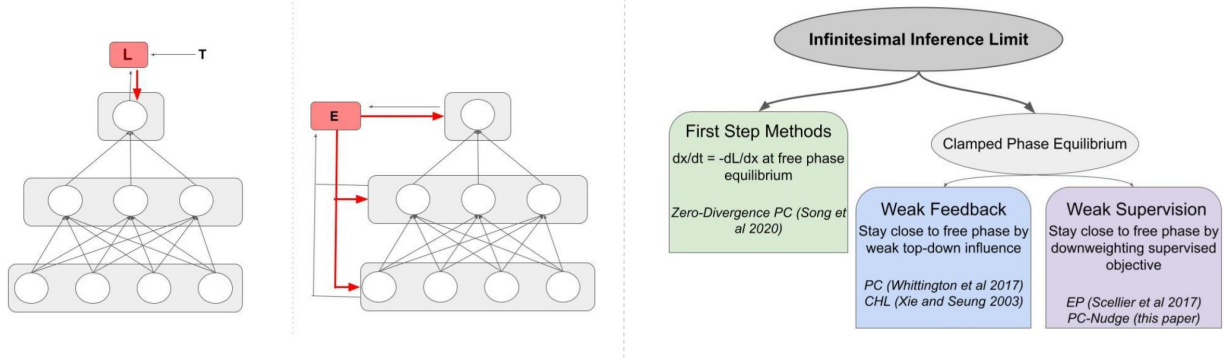 L
T
E
Infinitesimal Inference Limit
First Step Methods
dx/dt = -dL/dx at free phase
equilibrium
Zero-Divergence PC (Song et
al 2020)
Clamped Phase Equilibrium
Weak Feedback
Stay close to free phase by
weak top-down influence
PC (Whittington et al 2017)
CHL (Xie and Seung 2003)
Weak Supervision
Stay close to free phase by
downweighting supervised
objective
EP (Scellier et al 2017)
PC-Nudge (this paper)